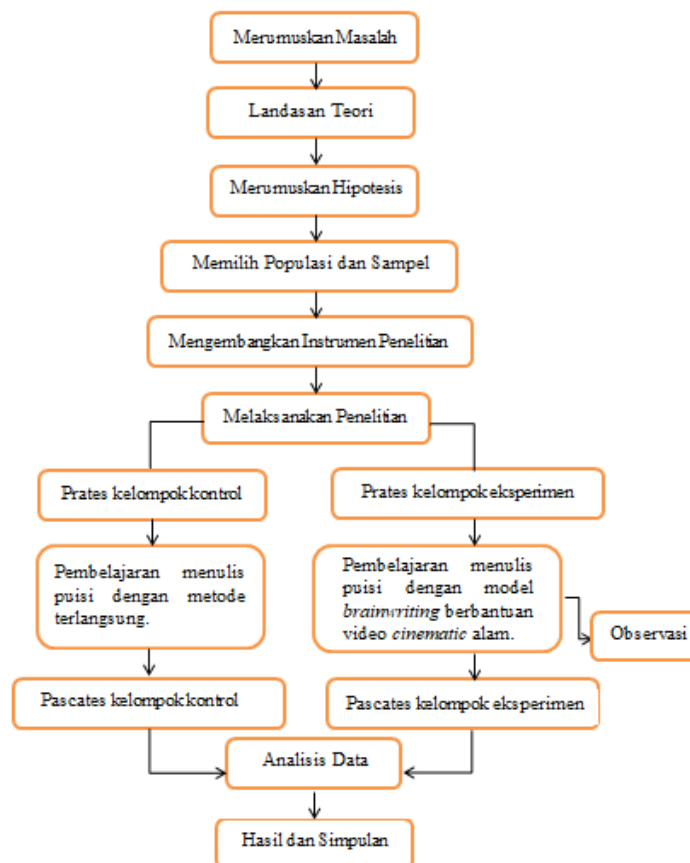 Merumuskan Masalah
Landasan Teori
Merumuskan Hipotesis
Memilih Populasi dan Sampel
Mengembangkan Instrumen Penelitian
Melaksanakan Penelitian
Prates kelompok kontrol
Prates kelompok eksperimen
Pembelajaran menulis
puisi dengan metode
terlangsung.
Pembelajaran menulis
puisi dengan model
brainwriting berbantuan
video cinematic alam.
Observasi
Pascates kelompok kontrol
Pascates kelompok eksperimen
Analisis Data
Hasil dan Simpulan